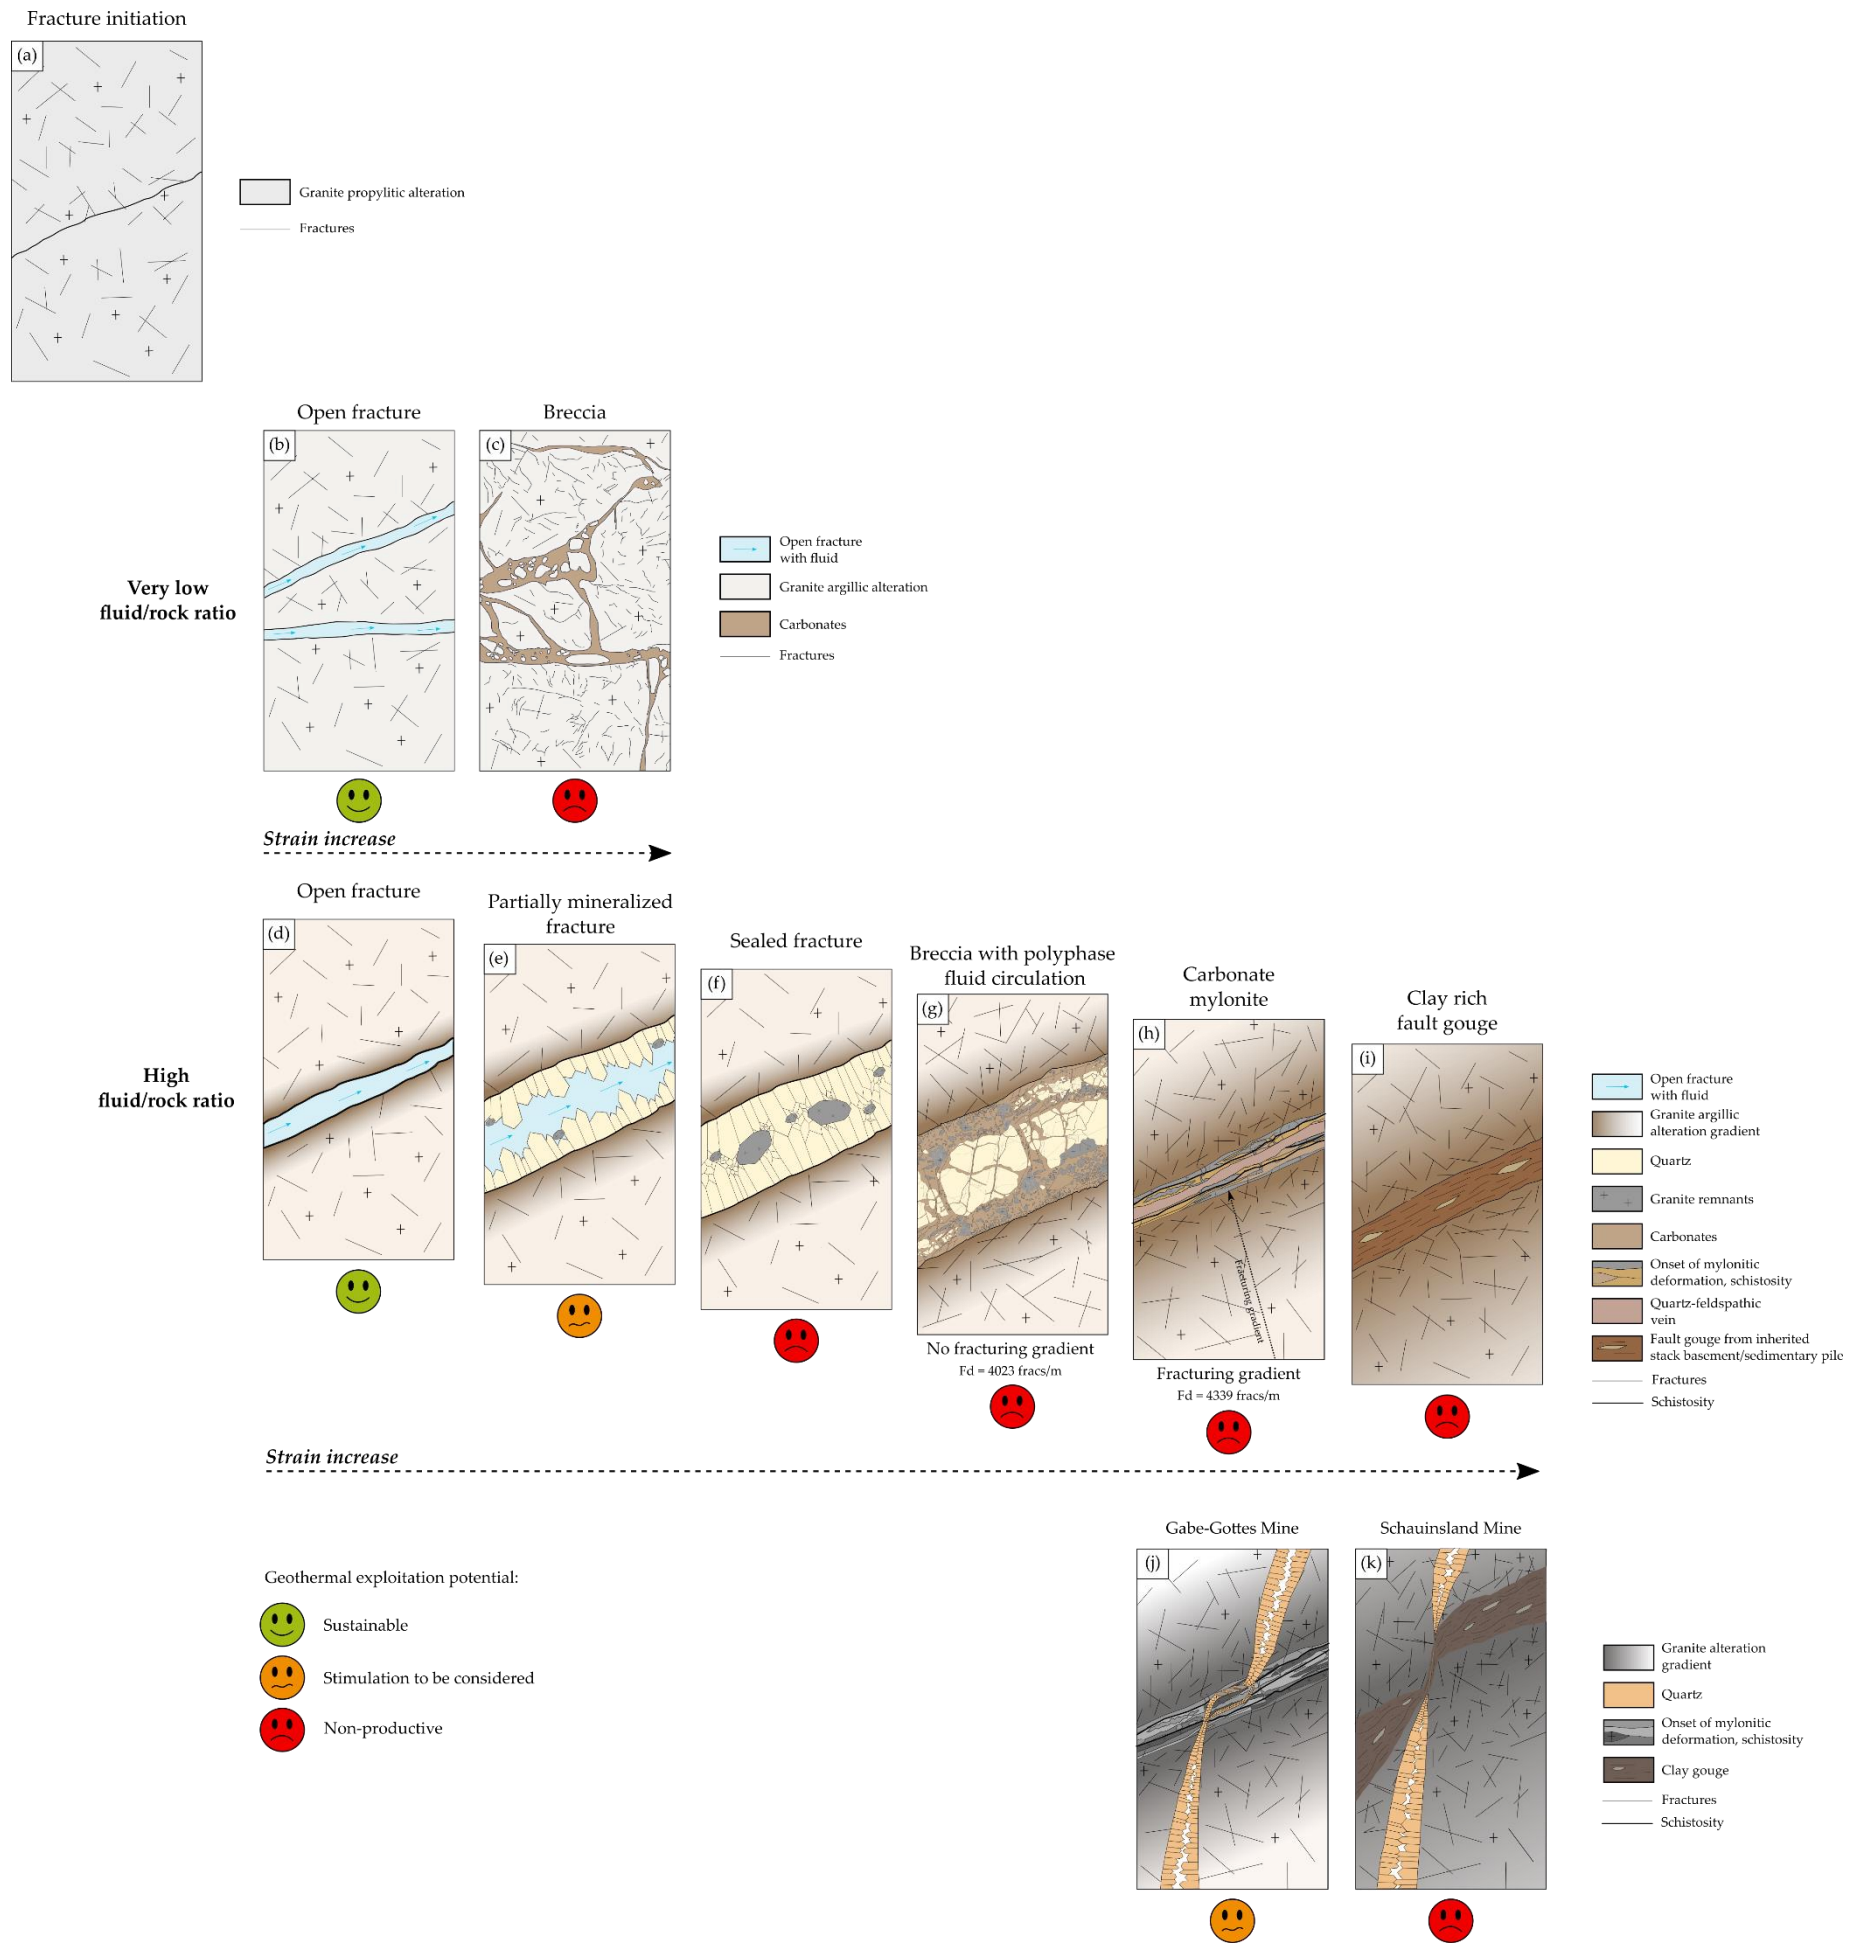 Fracture initiation
(a)
Granite propylitic alteration
Fractures
Open fracture
Breccia
(b)
(c)
Very low
fluid/rock ratio
Open fracture
with fluid
Granite argillic alteration
Carbonates
Fractures
Strain increase
Open fracture
Partially mineralized
fracture
Sealed fracture
Breccia with polyphase
fluid circulation
Carbonate
mylonite
Clay rich
fault gouge
(d)
(e)
(f)
(g)
(h)
(i)
High
fluid/rock ratio
Fracturing gradient
No fracturing gradient
Fd = 4023 fracs/m
Fracturing gradient
Fd = 4339 fracs/m
Open fracture
with fluid
Granite argillic
alteration gradient
Quartz
Granite remnants
Carbonates
Onset of mylonitic
deformation, schistosity
Quartz-feldspathic
vein
Fault gouge from inherited
stack basement/sedimentary pile
Fractures
Schistosity
Strain increase
Gabe-Gottes Mine
Schauinsland Mine
(j)
(k)
Geothermal exploitation potential:
Sustainable
Stimulation to be considered
Non-productive
Granite alteration
gradient
Quartz
Onset of mylonitic
deformation, schistosity
Clay gouge
Fractures
Schistosity